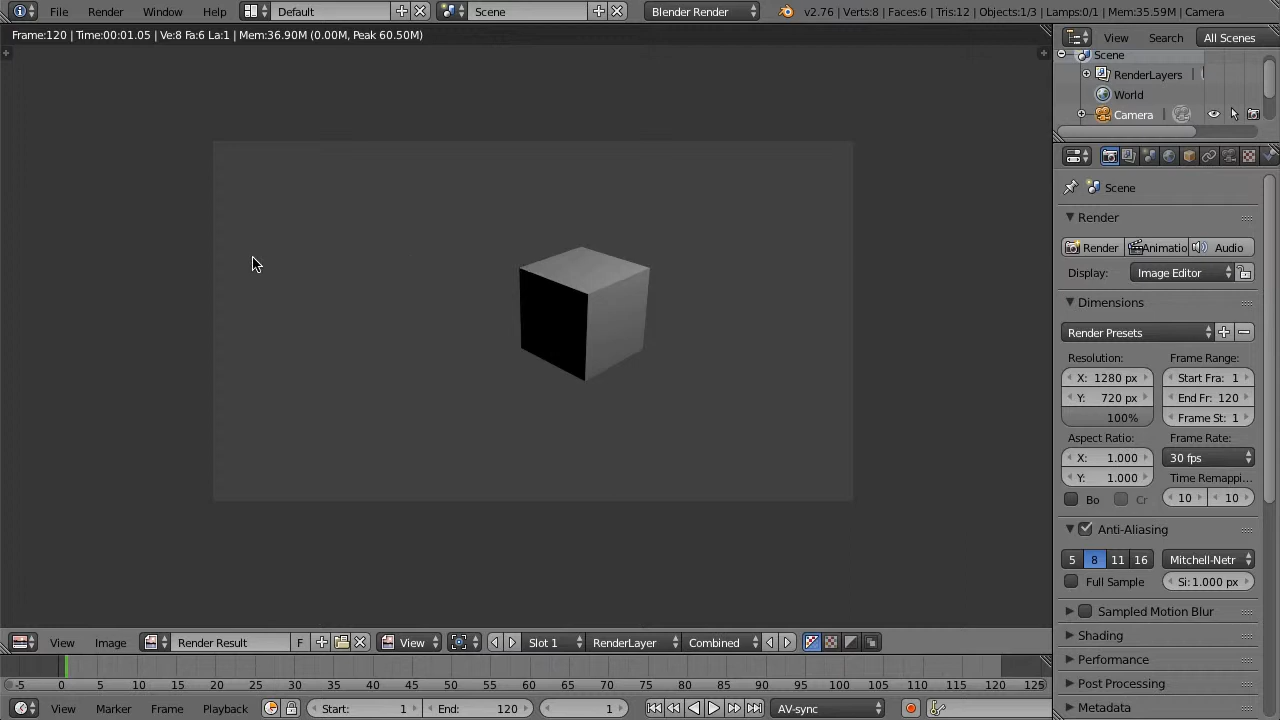 File Render Window Help Default Scene Blender Render v2.76 | Verts:8 | Faces:6 | Tris:12 | Objects:1/3 | Lamps:0/1 | Mem:35.59M | Camera
Frame:120 | Time:00:01.05 | Ve:8 Fa:6 La:1 | Mem:36.90M (0.00M, Peak 60.50M)
View Search All Scenes
Scene
RenderLayers
World
Camera
Scene
Render
Render Animatio Audio
Display: Image Editor
Dimensions
Render Presets
Resolution: Frame Range:
X: 1280 px Start Fra: 1
Y: 720 px End Fr: 120
100% Frame St: 1
Aspect Ratio: Frame Rate:
X: 1.000 30 fps
Y: 1.000 Time Remappi...
Bo Cr 10 10
Anti-Aliasing
5 8 11 16 Mitchell-Netr
Full Sample Si: 1.000 px
Sampled Motion Blur
Shading
Performance
Post Processing
Metadata
View Image Render Result F View Slot 1 RenderLayer Combined
-5 0 5 10 15 20 25 30 35 40 45 50 55 60 65 70 75 80 85 90 95 100 105 110 115 120 125
View Marker Frame Playback Start: 1 End: 120 1 AV-sync